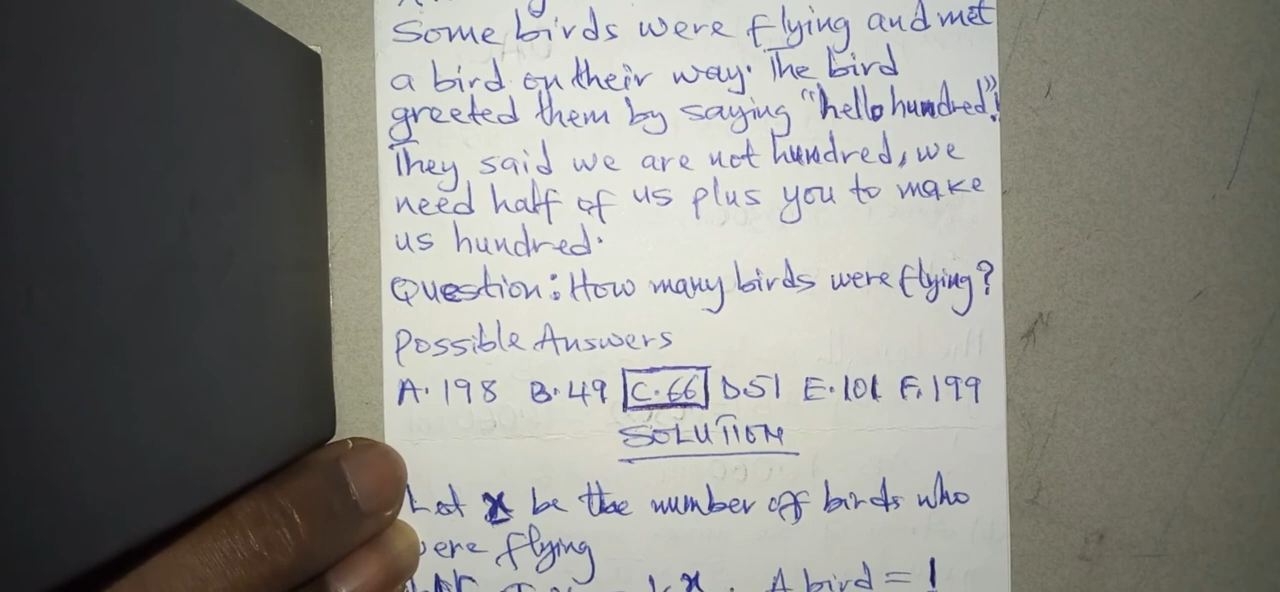 Some birds were flying and met
a bird on their way. The bird
greeted them by saying "hello hundred"!
They said we are not hundred, we
need half of us plus you to make
us hundred.
Question: How many birds were flying?
Possible Answers
A. 198 B. 49 C. 66 D. 51 E. 101 F. 199
SOLUTION
Let x be the number of birds who
were flying
x. A bird = 1